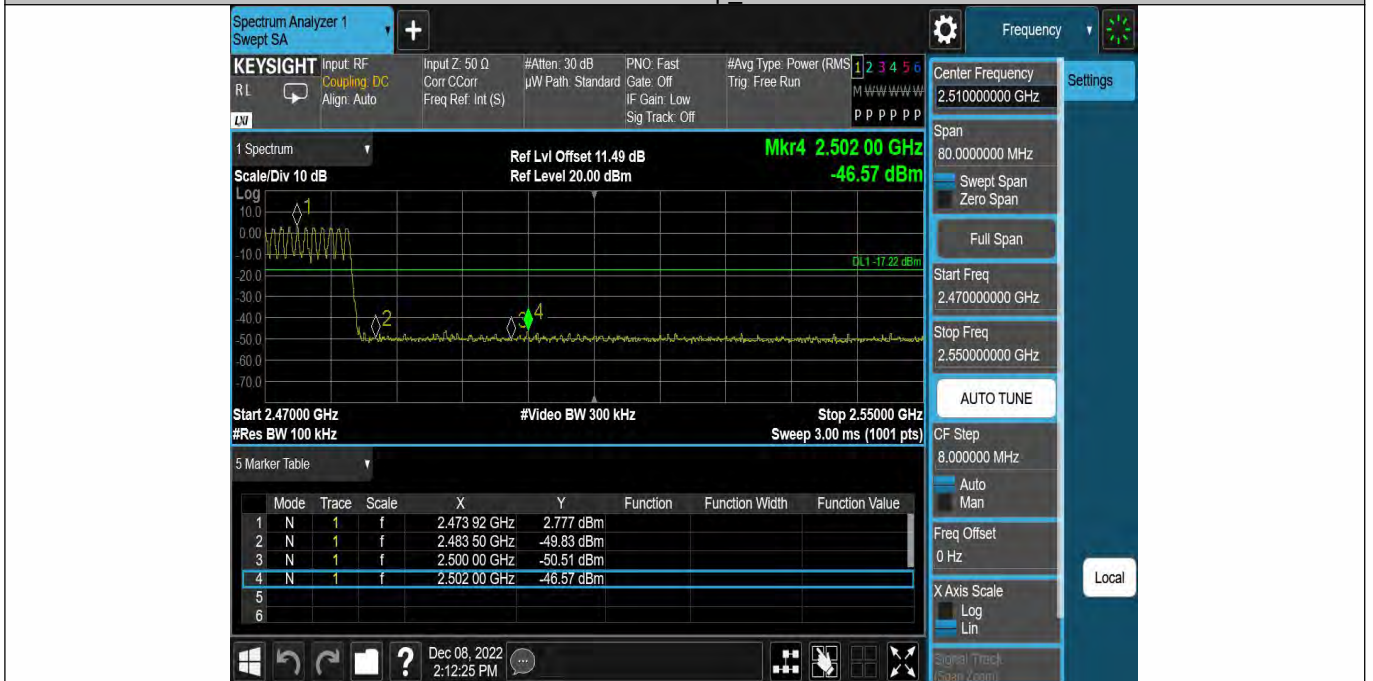 Spectrum Analyzer 1
Swept SA
+
Frequency
KEYSIGHT
RL
LXI
Input: RF
Coupling: DC
Align: Auto
Input Z: 50 Ω
Corr CCorr
Freq Ref: Int (S)
#Atten: 30 dB
µW Path: Standard
PNO: Fast
Gate: Off
IF Gain: Low
Sig Track: Off
#Avg Type: Power (RMS
Trig: Free Run
1 2 3 4 5 6
M W W W W W
P P P P P P
1 Spectrum
Scale/Div 10 dB
Ref Lvl Offset 11.49 dB
Ref Level 20.00 dBm
Mkr4 2.502 00 GHz
-46.57 dBm
Log
10.0
0.00
-10.0
-20.0
-30.0
-40.0
-50.0
-60.0
-70.0
1
2
3
4
DL1 -17.22 dBm
Start 2.47000 GHz
#Video BW 300 kHz
Stop 2.55000 GHz
#Res BW 100 kHz
Sweep 3.00 ms (1001 pts)
5 Marker Table
Mode Trace Scale X Y Function Function Width Function Value
1 N 1 f 2.473 92 GHz 2.777 dBm
2 N 1 f 2.483 50 GHz -49.83 dBm
3 N 1 f 2.500 00 GHz -50.51 dBm
4 N 1 f 2.502 00 GHz -46.57 dBm
5
6
?
Dec 08, 2022
2:12:25 PM
Center Frequency
2.510000000 GHz
Settings
Span
80.0000000 MHz
Swept Span
Zero Span
Full Span
Start Freq
2.470000000 GHz
Stop Freq
2.550000000 GHz
AUTO TUNE
CF Step
8.000000 MHz
Auto
Man
Freq Offset
0 Hz
X Axis Scale
Log
Lin
Signal Track
(Span Zoom)
Local